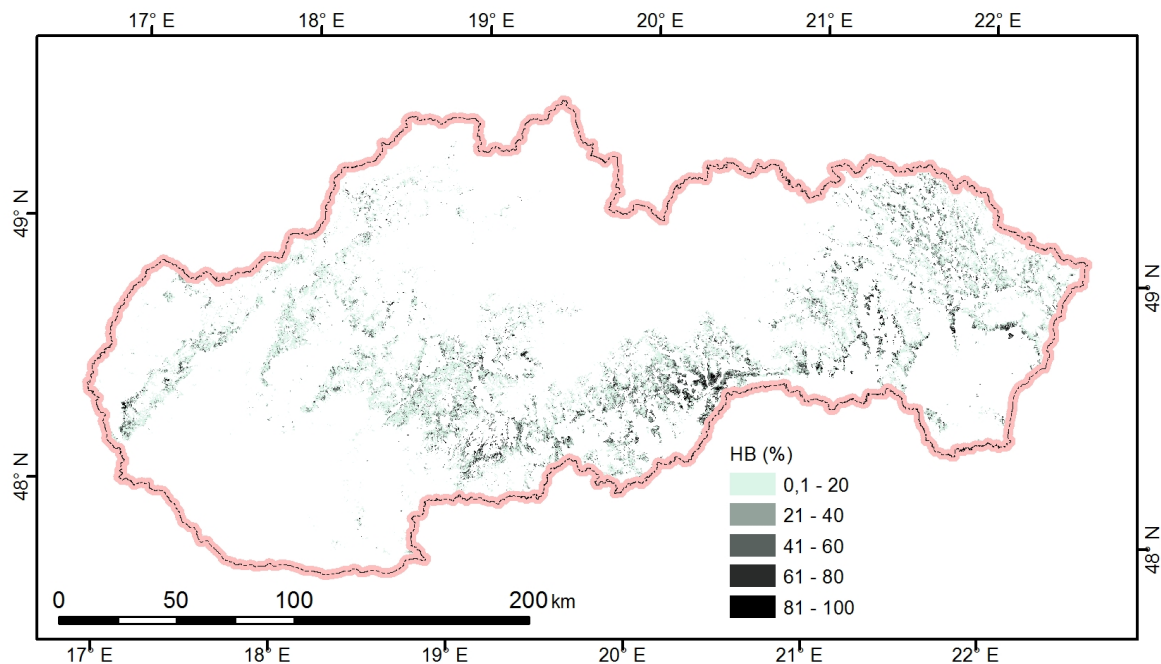 17° E 18° E 19° E 20° E 21° E 22° E
49° N
49° N
48° N
48° N
HB (%)
0,1 - 20
21 - 40
41 - 60
61 - 80
81 - 100
0 50 100 200 km
17° E 18° E 19° E 20° E 21° E 22° E